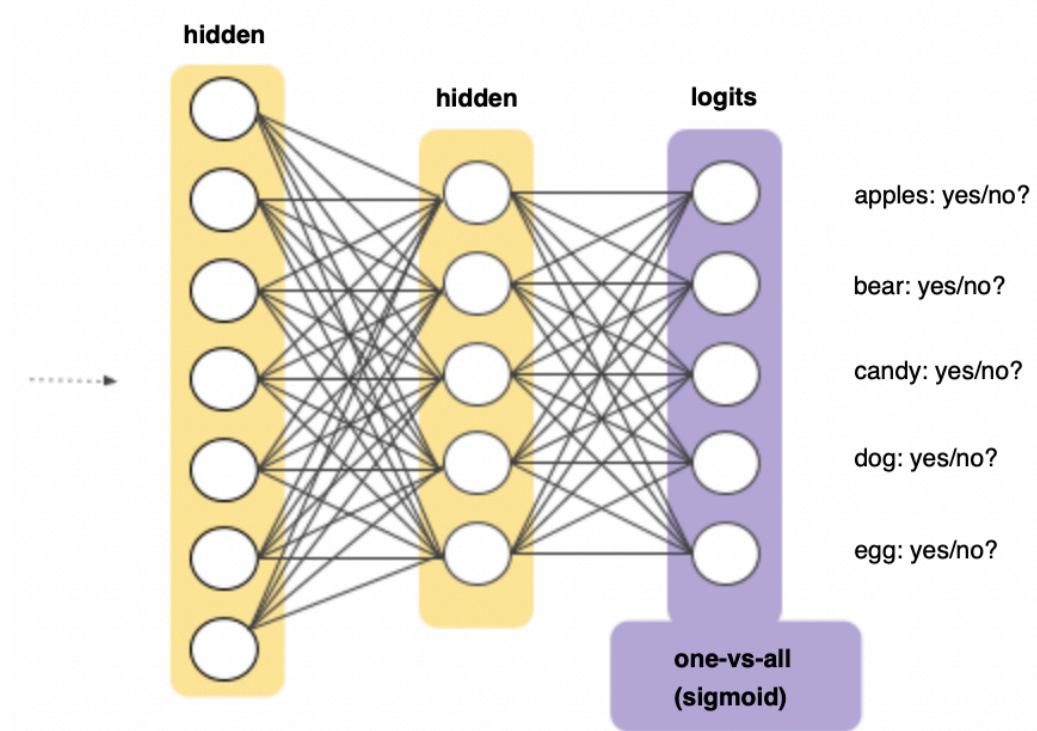 hidden
hidden
logits
apples: yes/no?
bear: yes/no?
candy: yes/no?
dog: yes/no?
egg: yes/no?
one-vs-all
(sigmoid)